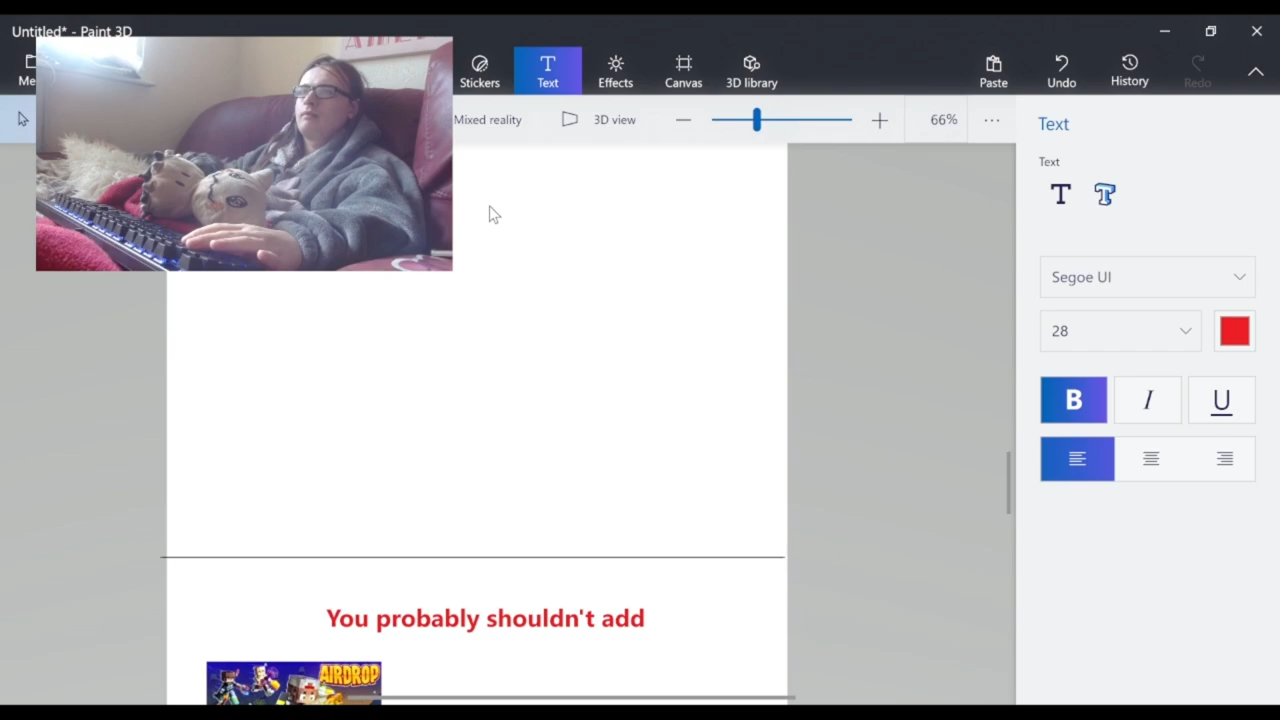 Untitled* - Paint 3D
Me
Stickers
Text
Effects
Canvas
3D library
Paste
Undo
History
Redo
Mixed reality
3D view
66%
Text
Text
Segoe UI
28
B
I
U
You probably shouldn't add
AIRDROP